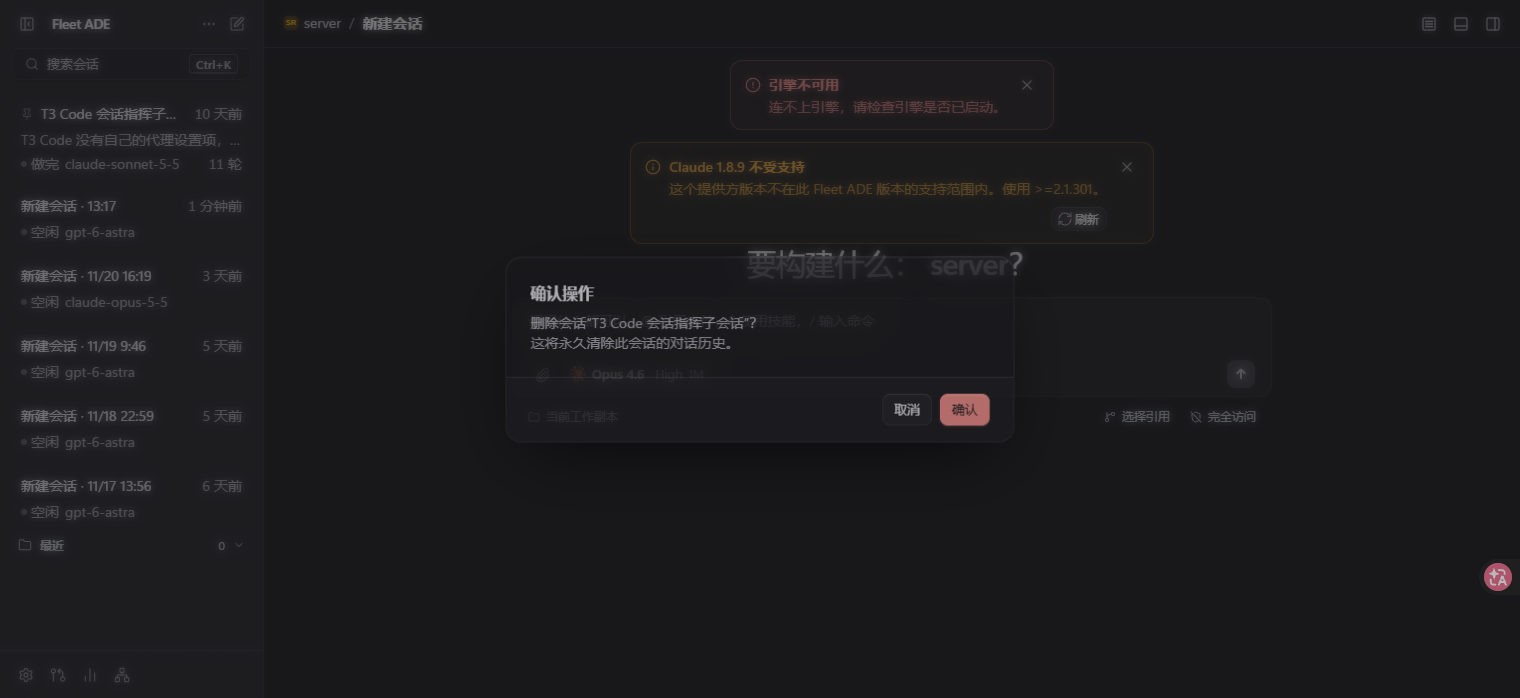 Fleet ADE
搜索会话
Ctrl+K
T3 Code 会话指挥子... 10 天前
T3 Code 没有自己的代理设置项，...
做完 claude-sonnet-5-5 11 轮
新建会话 · 13:17 1 分钟前
空闲 gpt-6-astra
新建会话 · 11/20 16:19 3 天前
空闲 claude-opus-5-5
新建会话 · 11/19 9:46 5 天前
空闲 gpt-6-astra
新建会话 · 11/18 22:59 5 天前
空闲 gpt-6-astra
新建会话 · 11/17 13:56 6 天前
空闲 gpt-6-astra
最近 0
SR server / 新建会话
引擎不可用
连不上引擎，请检查引擎是否已启动。
Claude 1.8.9 不受支持
这个提供方版本不在此 Fleet ADE 版本的支持范围内。使用 >=2.1.301。
刷新
要构建什么： server?
确认操作
删除会话“T3 Code 会话指挥子会话”？
用技能，/ 输入命令
这将永久清除此会话的对话历史。
Opus 4.6 High 1M
取消
确认
当前工作副本
选择引用
完全访问